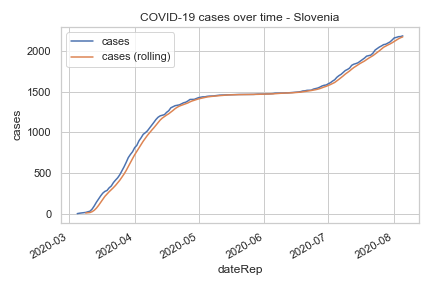 COVID-19 cases over time - Slovenia
cases
cases (rolling)
2000
1500
1000
500
0
cases
2020-03
2020-04
2020-05
2020-06
2020-07
2020-08
dateRep